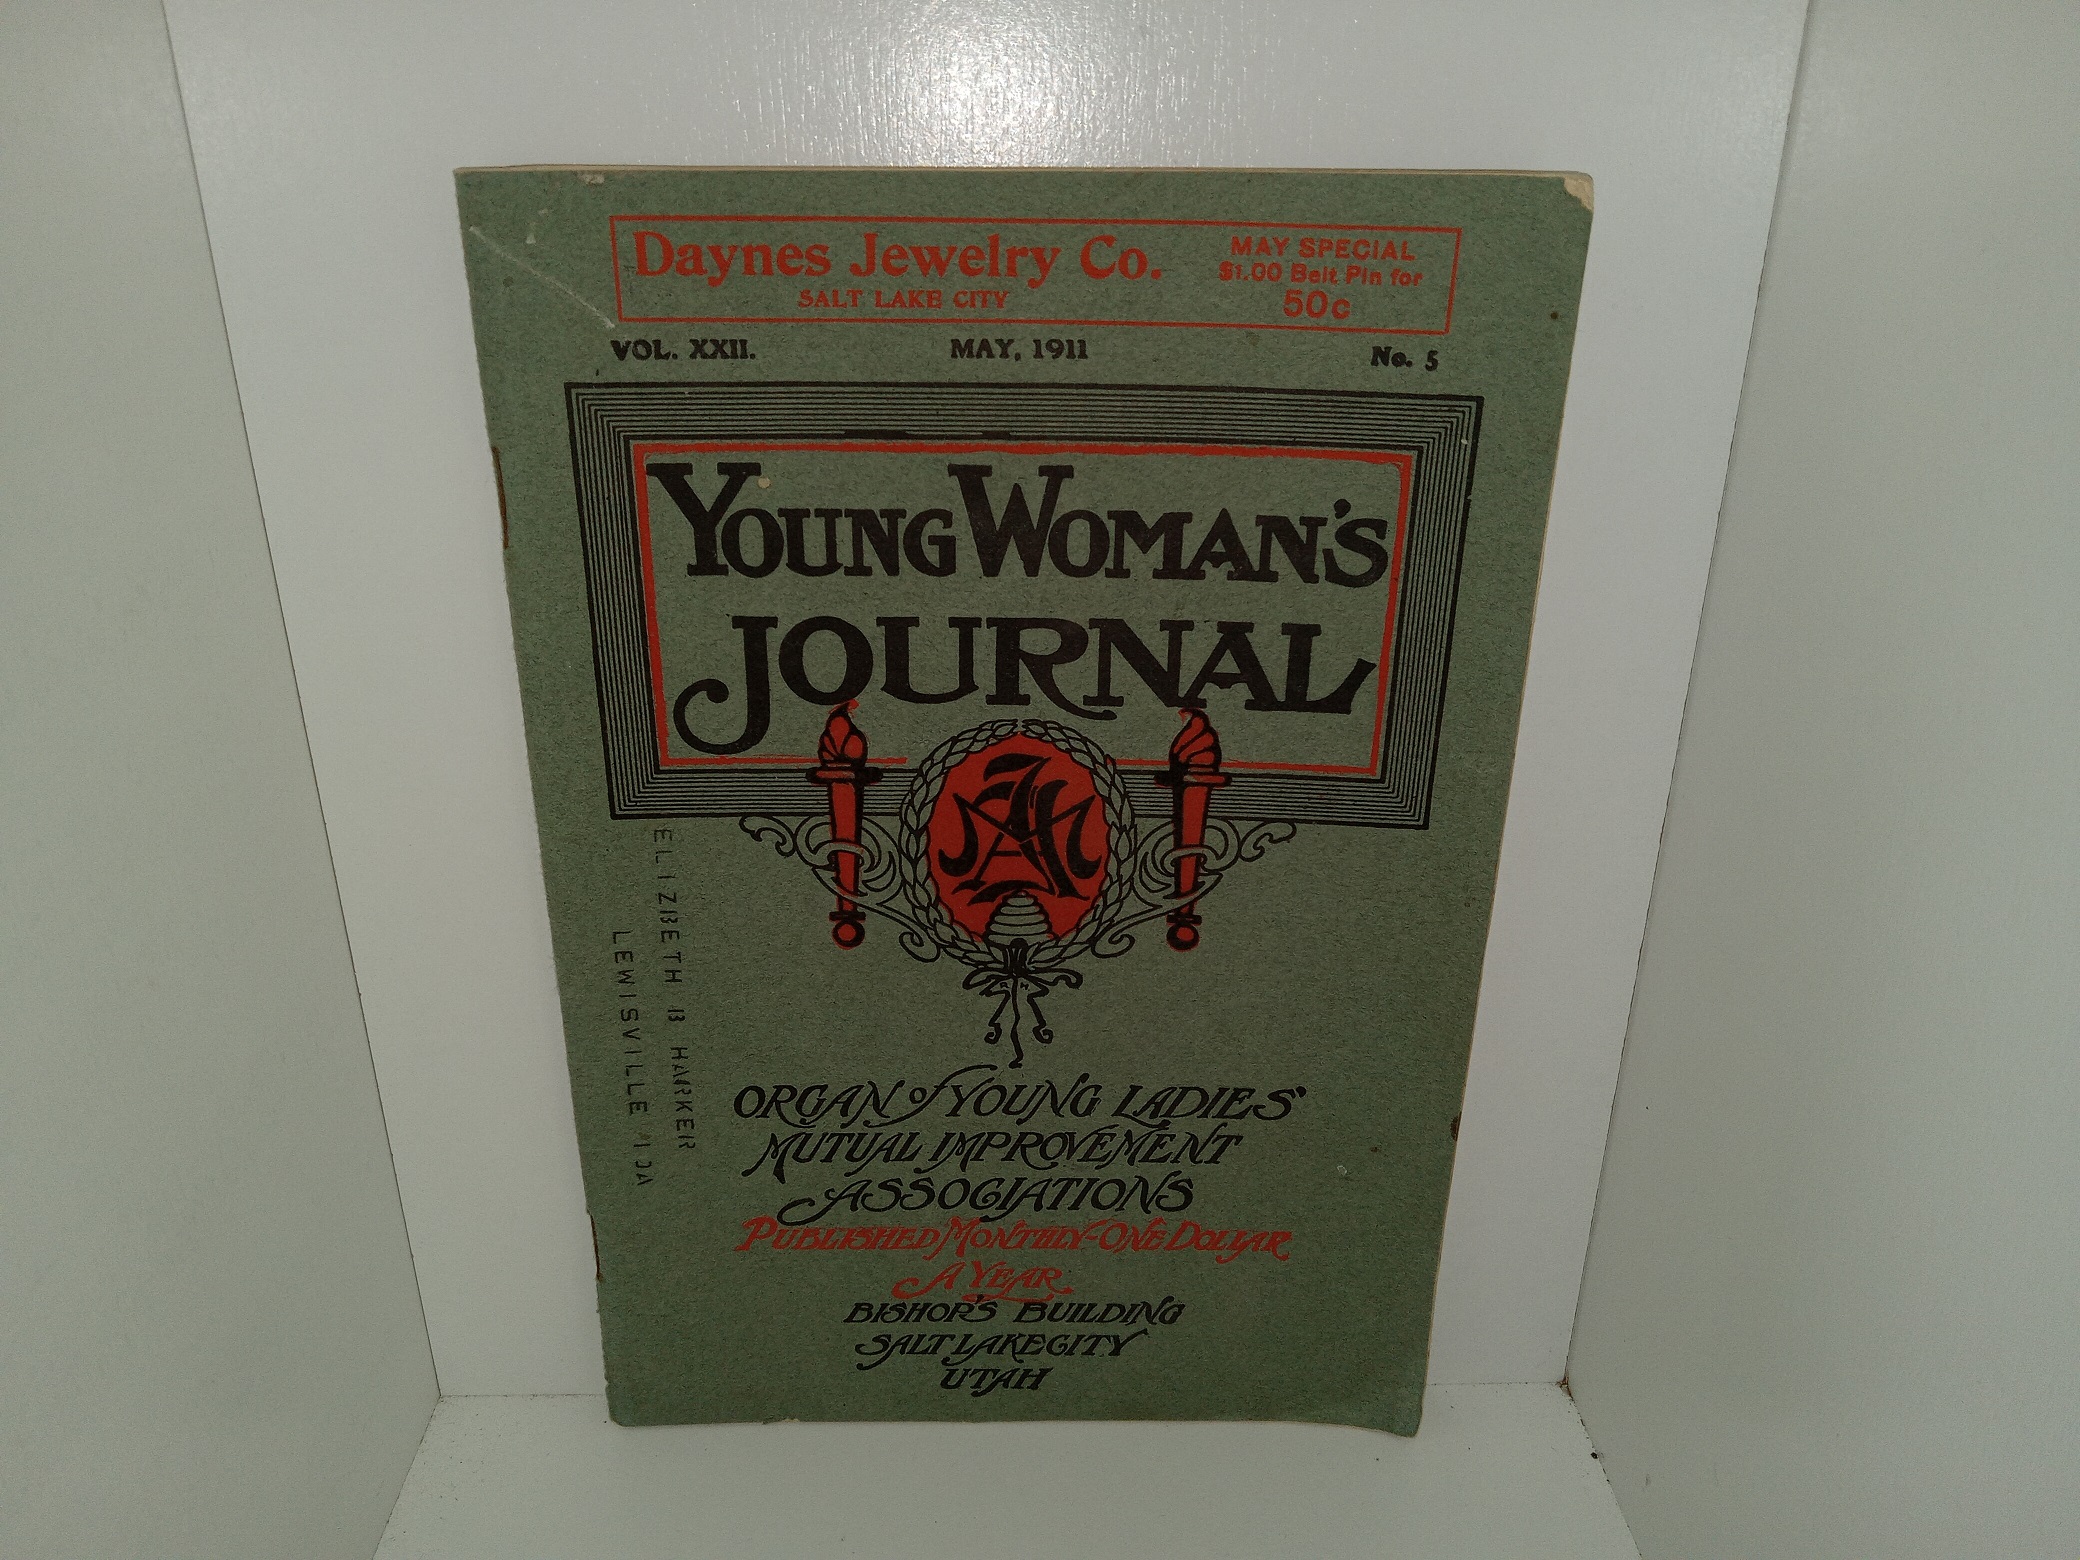 Daynes Jewelry Co.
SALT LAKE CITY
MAY SPECIAL
$1.00 Belt Pin for
50c
VOL. XXII. MAY, 1911 No. 5
YOUNG WOMAN'S
JOURNAL
ELIZBETH B HARKER
LEWISVILLE IDA
ORGAN of YOUNG LADIES'
MUTUAL IMPROVEMENT
ASSOCIATIONS
PUBLISHED MONTHLY-ONE DOLLAR
A YEAR
BISHOP'S BUILDING
SALT LAKE CITY
UTAH